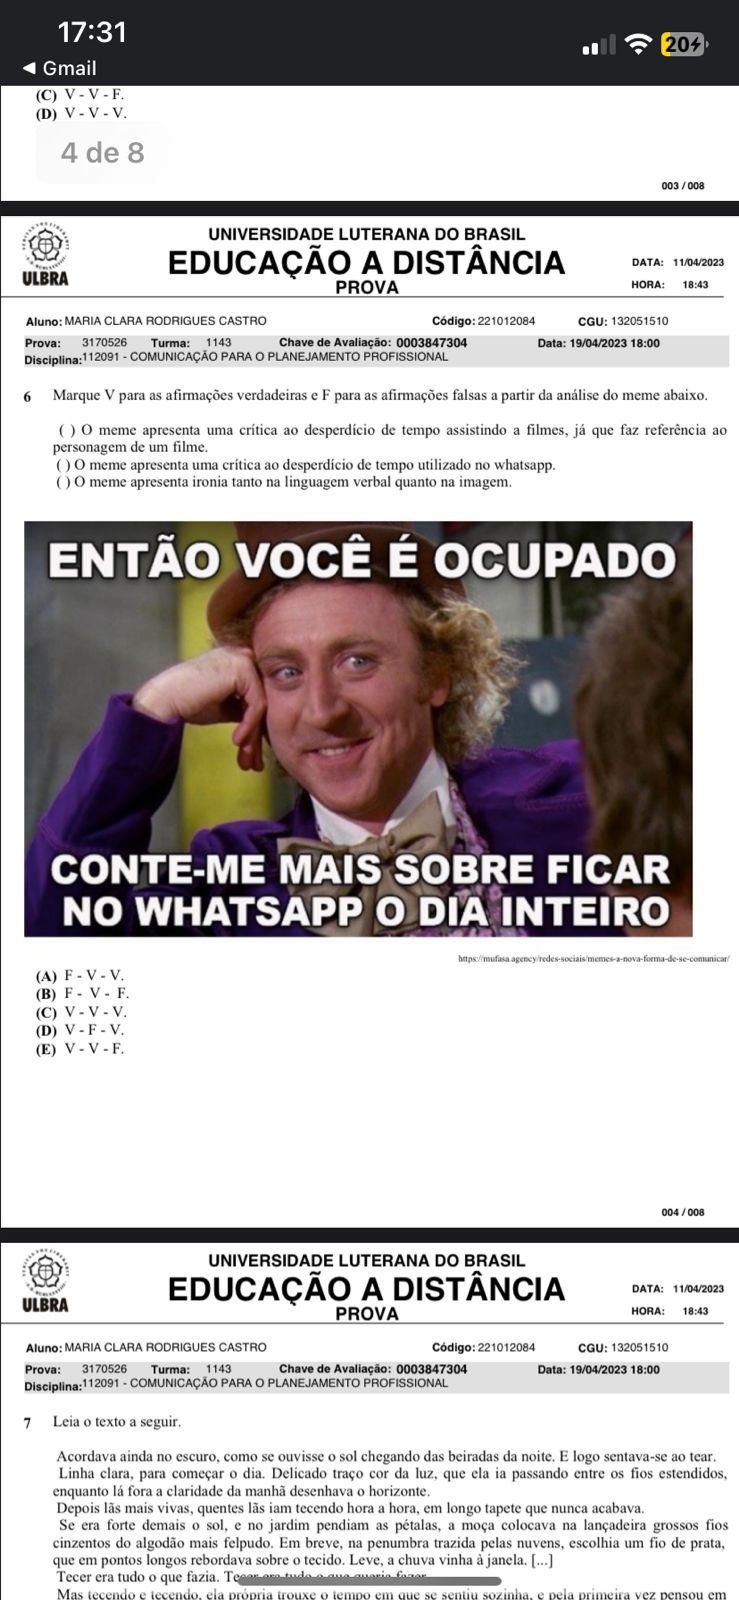 17:31
20
◄ Gmail
(C) V - V - F.
(D) V - V - V.
4 de 8
003 / 008
ULBRA
UNIVERSIDADE LUTERANA DO BRASIL
EDUCAÇÃO A DISTÂNCIA
PROVA
DATA: 11/04/2023
HORA: 18:43
Aluno: MARIA CLARA RODRIGUES CASTRO Código: 221012084 CGU: 132051510
Prova: 3170526 Turma: 1143 Chave de Avaliação: 0003847304 Data: 19/04/2023 18:00
Disciplina: 112091 - COMUNICAÇÃO PARA O PLANEJAMENTO PROFISSIONAL
6 Marque V para as afirmações verdadeiras e F para as afirmações falsas a partir da análise do meme abaixo.
( ) O meme apresenta uma crítica ao desperdício de tempo assistindo a filmes, já que faz referência ao
personagem de um filme.
( ) O meme apresenta uma crítica ao desperdício de tempo utilizado no whatsapp.
( ) O meme apresenta ironia tanto na linguagem verbal quanto na imagem.
ENTÃO VOCÊ É OCUPADO
CONTE-ME MAIS SOBRE FICAR
NO WHATSAPP O DIA INTEIRO
https://mufasa.agency/redes-sociais/memes-a-nova-forma-de-se-comunicar/
(A) F - V - V.
(B) F - V - F.
(C) V - V - V.
(D) V - F - V.
(E) V - V - F.
004 / 008
ULBRA
UNIVERSIDADE LUTERANA DO BRASIL
EDUCAÇÃO A DISTÂNCIA
PROVA
DATA: 11/04/2023
HORA: 18:43
Aluno: MARIA CLARA RODRIGUES CASTRO Código: 221012084 CGU: 132051510
Prova: 3170526 Turma: 1143 Chave de Avaliação: 0003847304 Data: 19/04/2023 18:00
Disciplina: 112091 - COMUNICAÇÃO PARA O PLANEJAMENTO PROFISSIONAL
7 Leia o texto a seguir.
Acordava ainda no escuro, como se ouvisse o sol chegando das beiradas da noite. E logo sentava-se ao tear.
Linha clara, para começar o dia. Delicado traço cor da luz, que ela ia passando entre os fios estendidos,
enquanto lá fora a claridade da manhã desenhava o horizonte.
Depois lãs mais vivas, quentes lãs iam tecendo hora a hora, em longo tapete que nunca acabava.
Se era forte demais o sol, e no jardim pendiam as pétalas, a moça colocava na lançadeira grossos fios
cinzentos do algodão mais felpudo. Em breve, na penumbra trazida pelas nuvens, escolhia um fio de prata,
que em pontos longos rebordava sobre o tecido. Leve, a chuva vinha à janela. [...]
Tecer era tudo o que fazia. Tecer era tudo o que queria fazer.
Mas tecendo e tecendo, ela própria trouxe o tempo em que se sentiu sozinha, e pela primeira vez pensou em